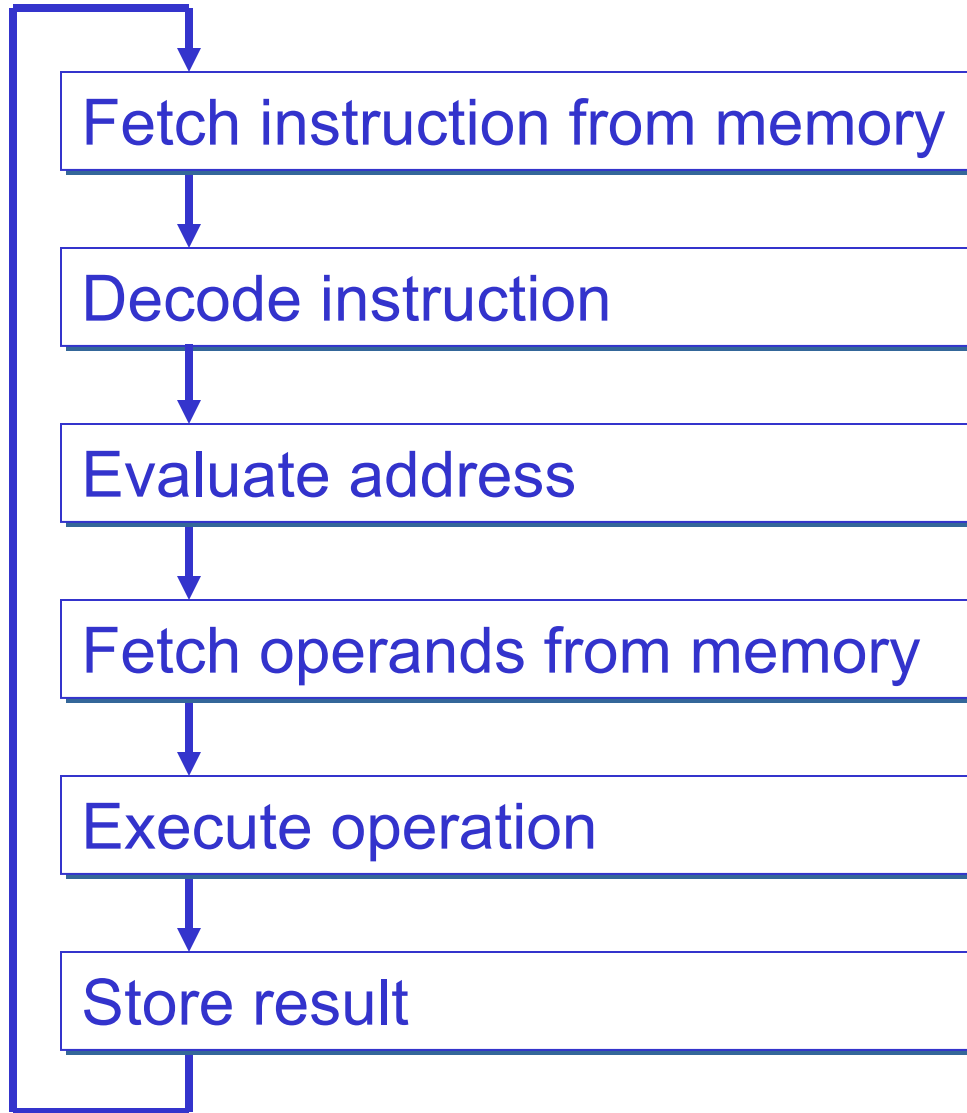 Fetch instruction from memory
Decode instruction
Evaluate address
Fetch operands from memory
Execute operation
Store result